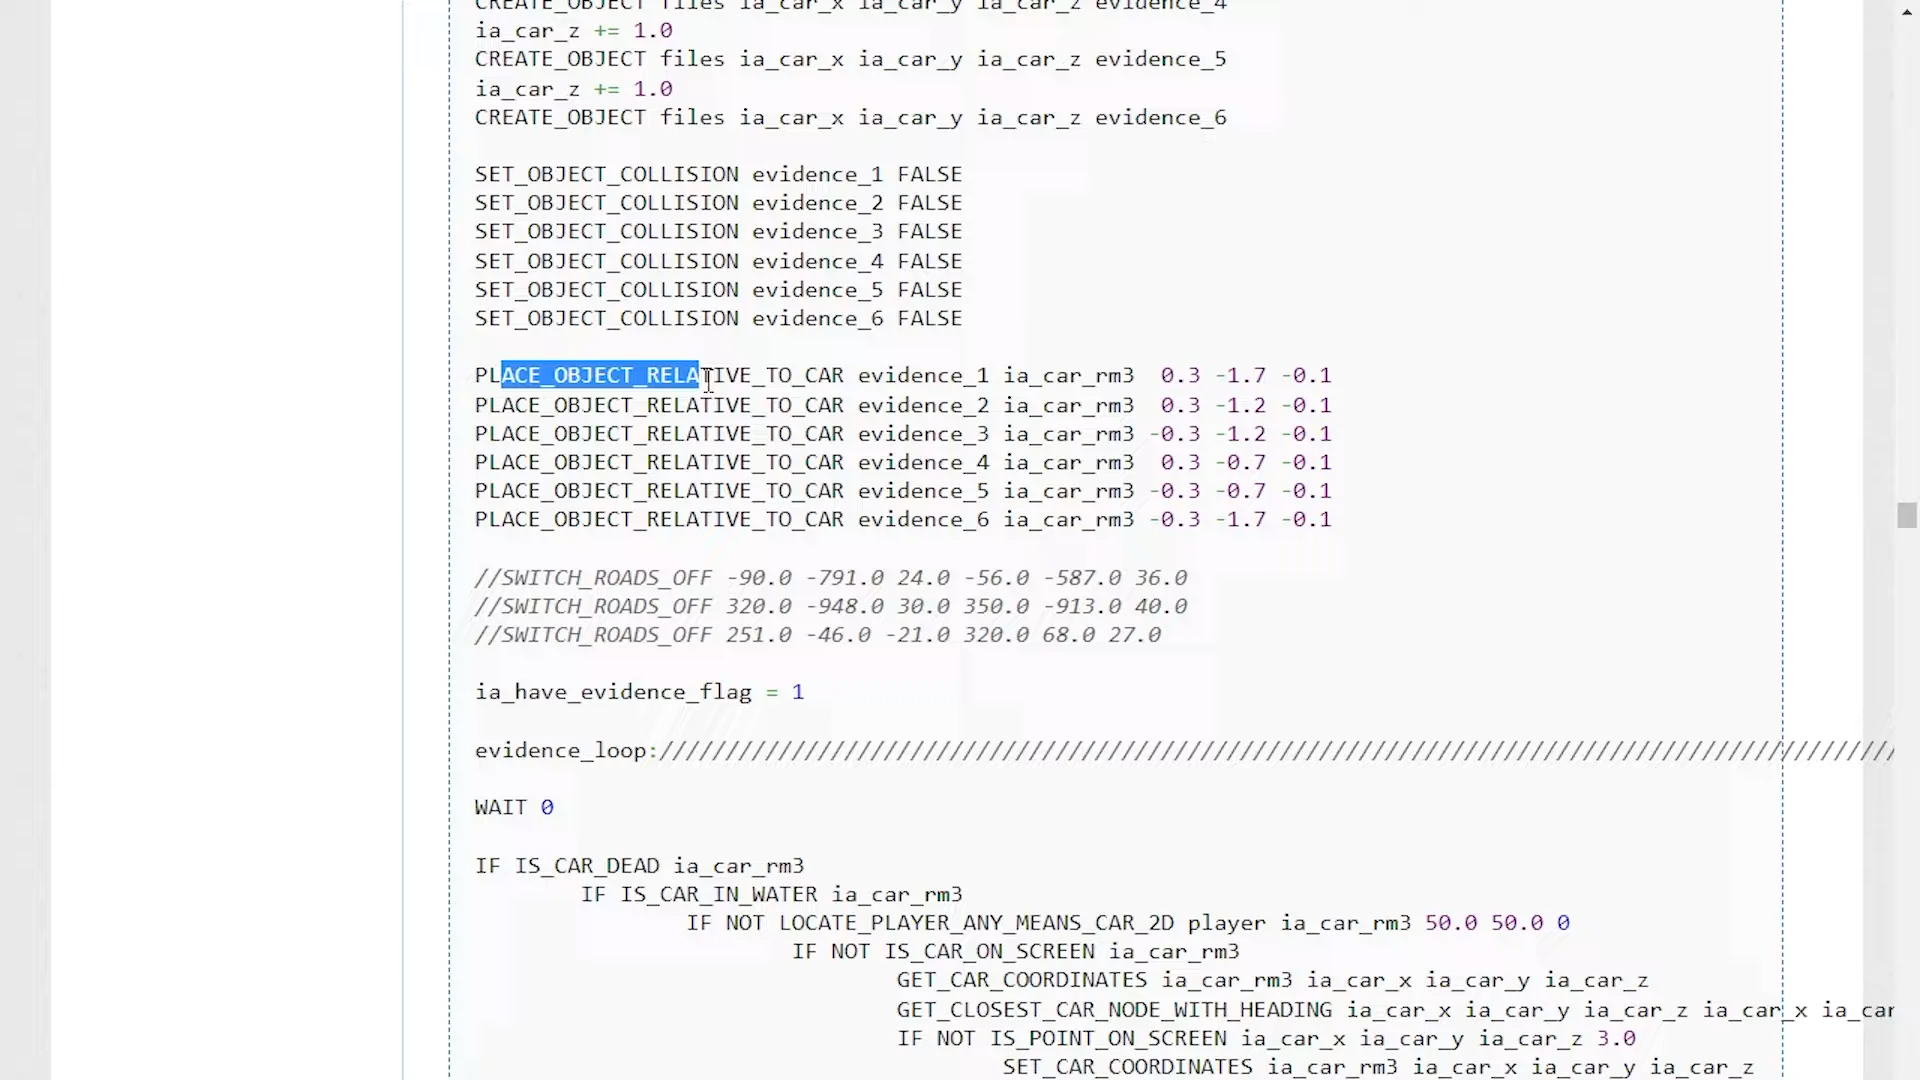 CREATE_OBJECT files ia_car_x ia_car_y ia_car_z evidence_4
ia_car_z += 1.0
CREATE_OBJECT files ia_car_x ia_car_y ia_car_z evidence_5
ia_car_z += 1.0
CREATE_OBJECT files ia_car_x ia_car_y ia_car_z evidence_6
SET_OBJECT_COLLISION evidence_1 FALSE
SET_OBJECT_COLLISION evidence_2 FALSE
SET_OBJECT_COLLISION evidence_3 FALSE
SET_OBJECT_COLLISION evidence_4 FALSE
SET_OBJECT_COLLISION evidence_5 FALSE
SET_OBJECT_COLLISION evidence_6 FALSE
PLACE_OBJECT_RELATIVE_TO_CAR evidence_1 ia_car_rm3  0.3 -1.7 -0.1
PLACE_OBJECT_RELATIVE_TO_CAR evidence_2 ia_car_rm3  0.3 -1.2 -0.1
PLACE_OBJECT_RELATIVE_TO_CAR evidence_3 ia_car_rm3 -0.3 -1.2 -0.1
PLACE_OBJECT_RELATIVE_TO_CAR evidence_4 ia_car_rm3  0.3 -0.7 -0.1
PLACE_OBJECT_RELATIVE_TO_CAR evidence_5 ia_car_rm3 -0.3 -0.7 -0.1
PLACE_OBJECT_RELATIVE_TO_CAR evidence_6 ia_car_rm3 -0.3 -1.7 -0.1
//SWITCH_ROADS_OFF -90.0 -791.0 24.0 -56.0 -587.0 36.0
//SWITCH_ROADS_OFF 320.0 -948.0 30.0 350.0 -913.0 40.0
//SWITCH_ROADS_OFF 251.0 -46.0 -21.0 320.0 68.0 27.0
ia_have_evidence_flag = 1
evidence_loop://////////////////////////////////////////////////////////////////////////////////////////////
WAIT 0
IF IS_CAR_DEAD ia_car_rm3
IF IS_CAR_IN_WATER ia_car_rm3
IF NOT LOCATE_PLAYER_ANY_MEANS_CAR_2D player ia_car_rm3 50.0 50.0 0
IF NOT IS_CAR_ON_SCREEN ia_car_rm3
GET_CAR_COORDINATES ia_car_rm3 ia_car_x ia_car_y ia_car_z
GET_CLOSEST_CAR_NODE_WITH_HEADING ia_car_x ia_car_y ia_car_z ia_car_x ia_car
IF NOT IS_POINT_ON_SCREEN ia_car_x ia_car_y ia_car_z 3.0
SET_CAR_COORDINATES ia_car_rm3 ia_car_x ia_car_y ia_car_z